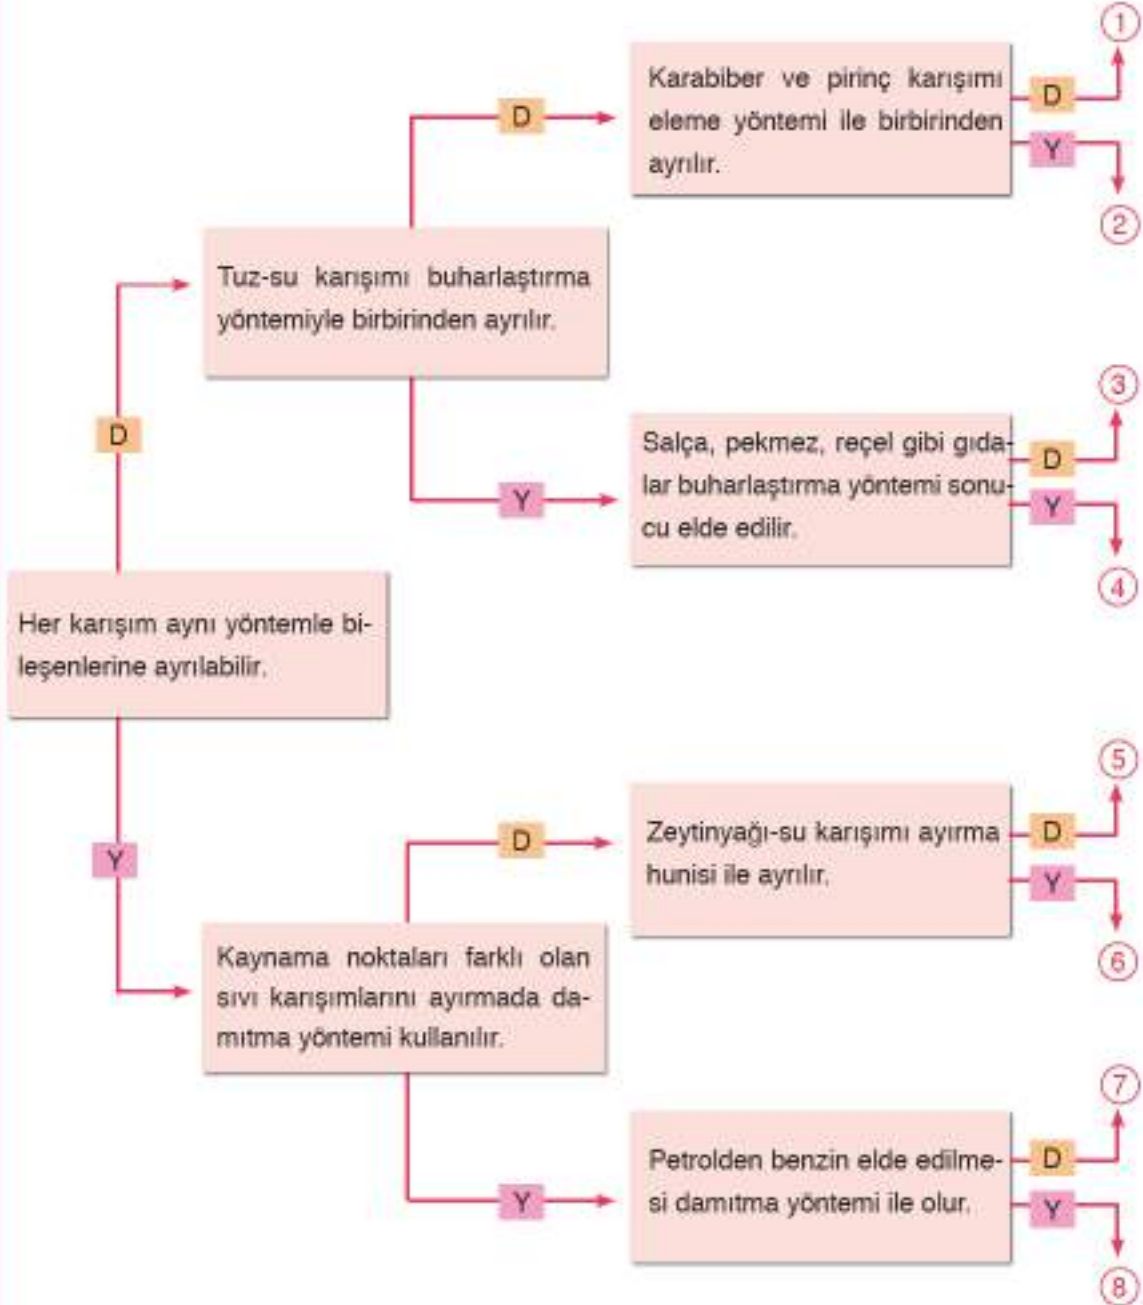 1
Karabiber ve pirinç karışımı
eleme yöntemi ile birbirinden
ayrılır.
D
Y
2
D
Tuz-su karışımı buharlaştırma
yöntemiyle birbirinden ayrılır.
D
Y
3
Salça, pekmez, reçel gibi gıda-
lar buharlaştırma yöntemi sonu-
cu elde edilir.
D
Y
4
Her karışım aynı yöntemle bi-
leşenlerine ayrılabilir.
5
Zeytinyağı-su karışımı ayırma
hunisi ile ayrılır.
D
Y
6
D
Y
Kaynama noktaları farklı olan
sıvı karışımlarını ayırmada da-
mıtma yöntemi kullanılır.
7
Petrolden benzin elde edilme-
si damıtma yöntemi ile olur.
D
Y
Y
8